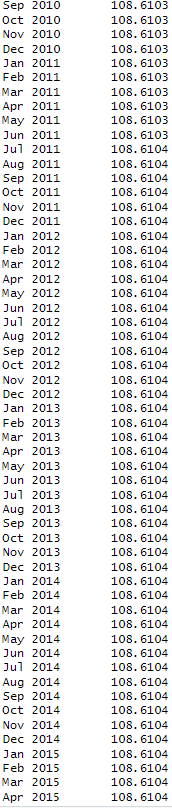 Sep 2010 108.6103
Oct 2010 108.6103
Nov 2010 108.6103
Dec 2010 108.6103
Jan 2011 108.6103
Feb 2011 108.6103
Mar 2011 108.6103
Apr 2011 108.6103
May 2011 108.6103
Jun 2011 108.6103
Jul 2011 108.6104
Aug 2011 108.6104
Sep 2011 108.6104
Oct 2011 108.6104
Nov 2011 108.6104
Dec 2011 108.6104
Jan 2012 108.6104
Feb 2012 108.6104
Mar 2012 108.6104
Apr 2012 108.6104
May 2012 108.6104
Jun 2012 108.6104
Jul 2012 108.6104
Aug 2012 108.6104
Sep 2012 108.6104
Oct 2012 108.6104
Nov 2012 108.6104
Dec 2012 108.6104
Jan 2013 108.6104
Feb 2013 108.6104
Mar 2013 108.6104
Apr 2013 108.6104
May 2013 108.6104
Jun 2013 108.6104
Jul 2013 108.6104
Aug 2013 108.6104
Sep 2013 108.6104
Oct 2013 108.6104
Nov 2013 108.6104
Dec 2013 108.6104
Jan 2014 108.6104
Feb 2014 108.6104
Mar 2014 108.6104
Apr 2014 108.6104
May 2014 108.6104
Jun 2014 108.6104
Jul 2014 108.6104
Aug 2014 108.6104
Sep 2014 108.6104
Oct 2014 108.6104
Nov 2014 108.6104
Dec 2014 108.6104
Jan 2015 108.6104
Feb 2015 108.6104
Mar 2015 108.6104
Apr 2015 108.6104